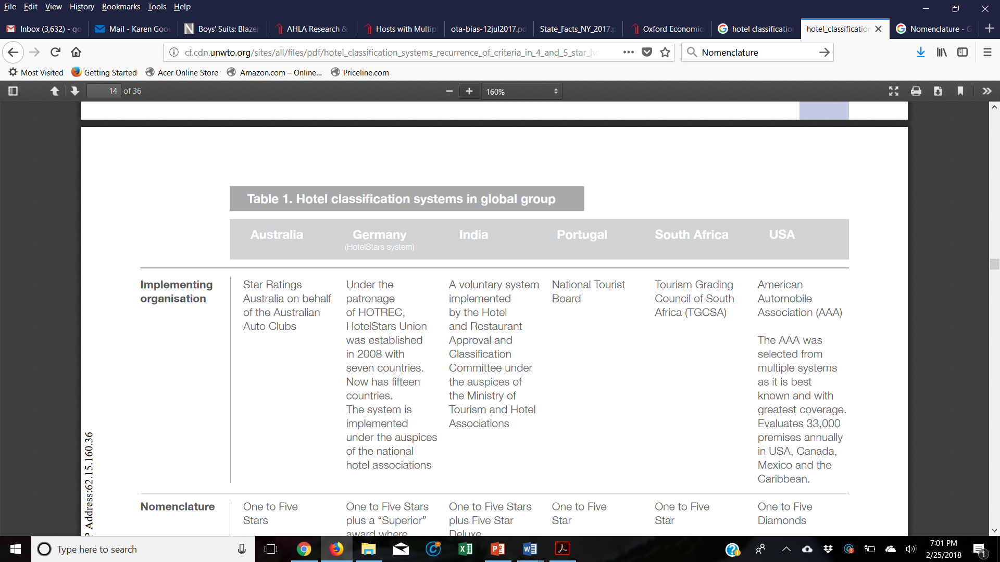 File Edit View History Bookmarks Tools Help
Inbox (3,632) - go
Mail - Karen Good
Boys' Suits: Blazer
AHLA Research &
Hosts with Multip
ota-bias-12jul2017.pd
State_Facts_NY_2017.p
Oxford Economic
hotel classification
hotel_classification
Nomenclature - G
cf.cdn.unwto.org/sites/all/files/pdf/hotel_classification_systems_recurrence_of_criteria_in_4_and_5_star_ho
Nomenclature
Most Visited
Getting Started
Acer Online Store
Amazon.com – Online...
Priceline.com
14 of 36
160%
Table 1. Hotel classification systems in global group
Australia
Germany
(HotelStars system)
India
Portugal
South Africa
USA
Implementing
organisation
Star Ratings
Australia on behalf
of the Australian
Auto Clubs
Under the
patronage
of HOTREC,
HotelStars Union
was established
in 2008 with
seven countries.
Now has fifteen
countries.
The system is
implemented
under the auspices
of the national
hotel associations
A voluntary system
implemented
by the Hotel
and Restaurant
Approval and
Classification
Committee under
the auspices of
the Ministry of
Tourism and Hotel
Associations
National Tourist
Board
Tourism Grading
Council of South
Africa (TGCSA)
American
Automobile
Association (AAA)
The AAA was
selected from
multiple systems
as it is best
known and with
greatest coverage.
Evaluates 33,000
premises annually
in USA, Canada,
Mexico and the
Caribbean.
Nomenclature
One to Five
Stars
One to Five Stars
plus a “Superior”
award where
One to Five Stars
plus Five Star
Deluxe
One to Five
Star
One to Five
Star
One to Five
Diamonds
P Address:62.15.160.36
Type here to search
7:01 PM
2/25/2018
1